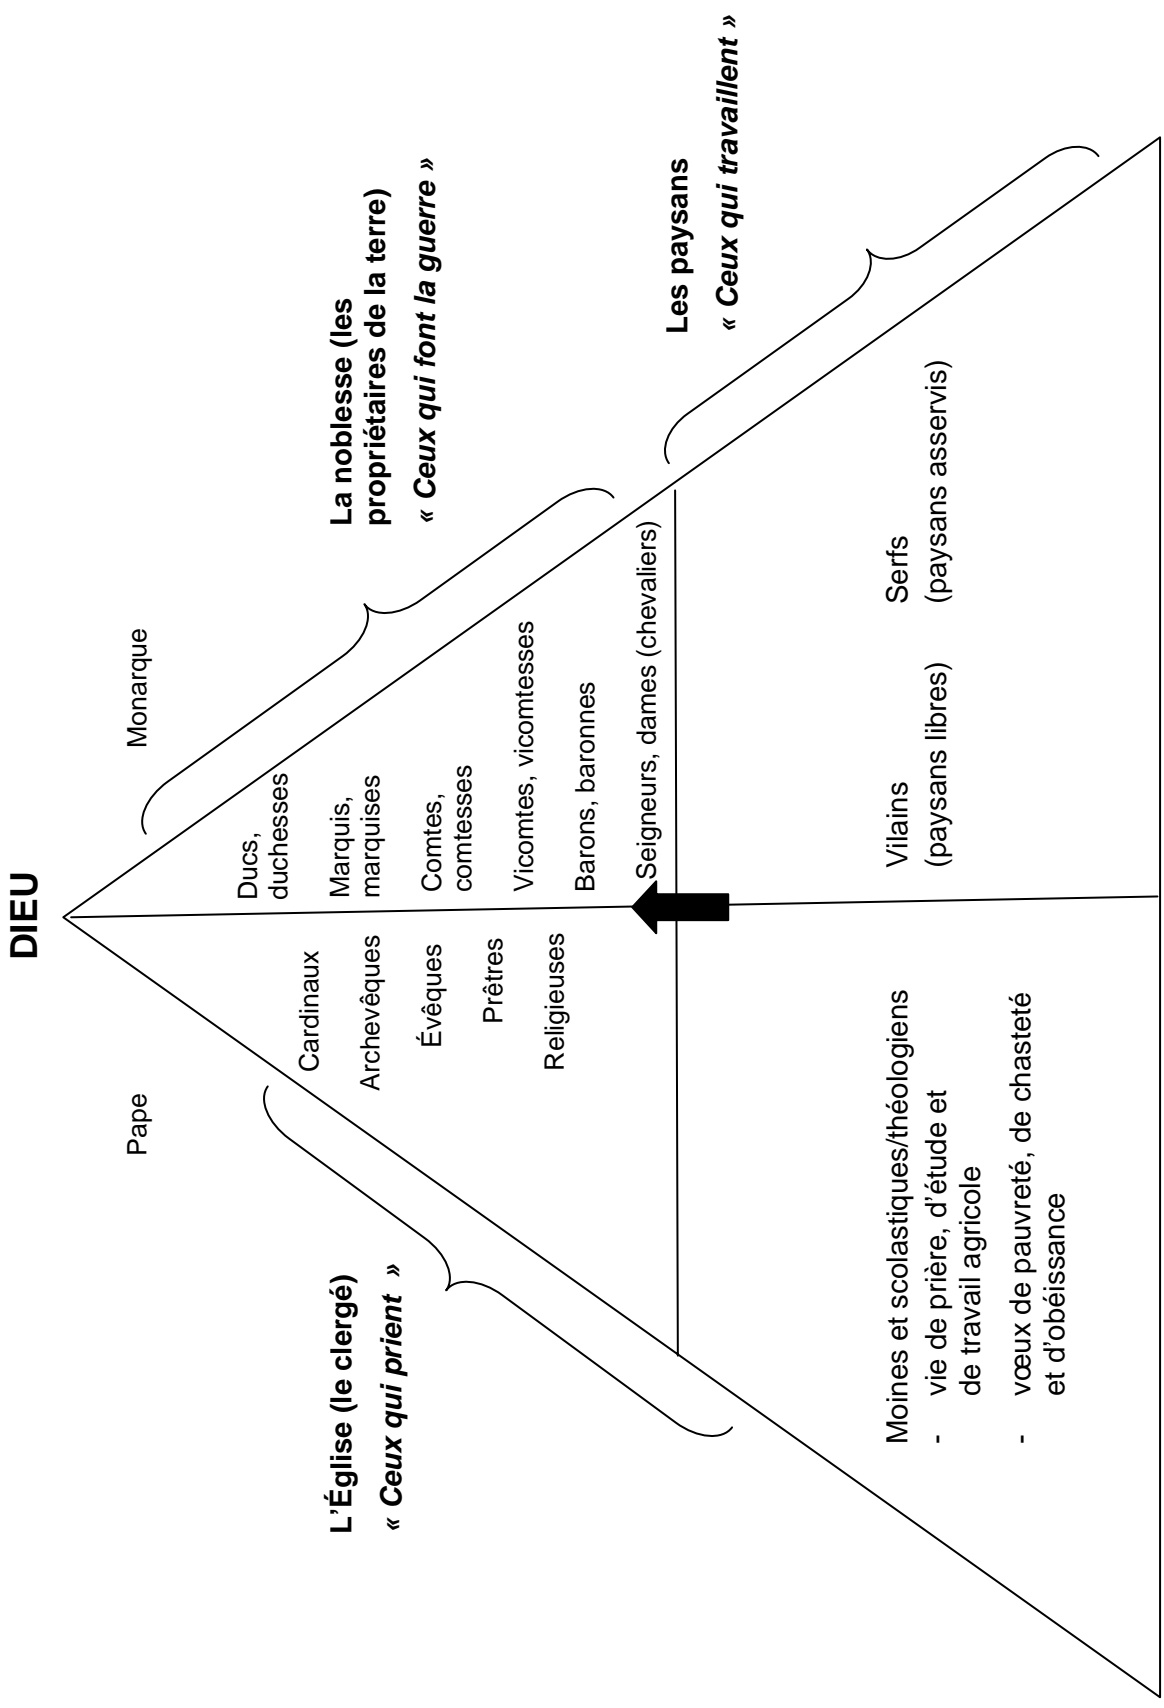 DIEU
Pape
Monarque
L'Église (le clergé)
« Ceux qui prient »
La noblesse (les
propriétaires de la terre)
« Ceux qui font la guerre »
Cardinaux
Archevêques
Évêques
Prêtres
Religieuses
Ducs,
duchesses
Marquis,
marquises
Comtes,
comtesses
Vicomtes, vicomtesses
Barons, baronnes
Seigneurs, dames (chevaliers)
Les paysans
« Ceux qui travaillent »
Moines et scolastiques/théologiens
- vie de prière, d'étude et
de travail agricole
- vœux de pauvreté, de chasteté
et d'obéissance
Vilains
(paysans libres)
Serfs
(paysans asservis)